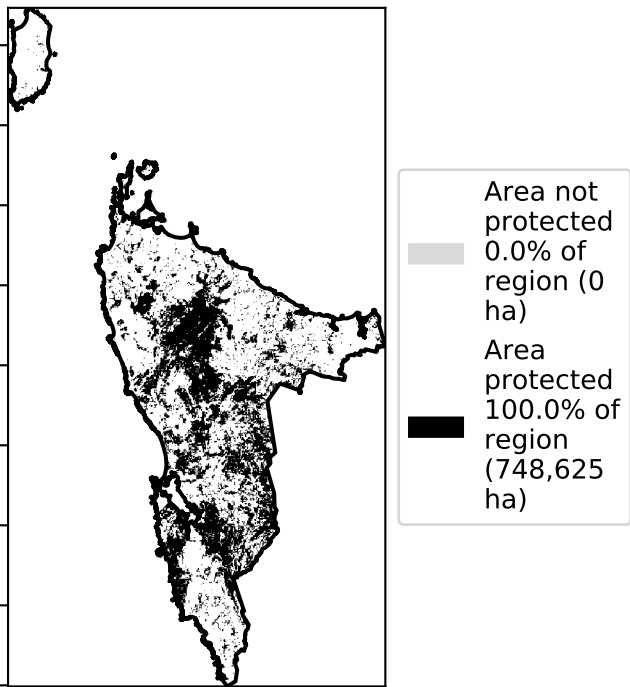 Area not
protected
0.0% of
region (0
ha)
Area
protected
100.0% of
region
(748,625
ha)